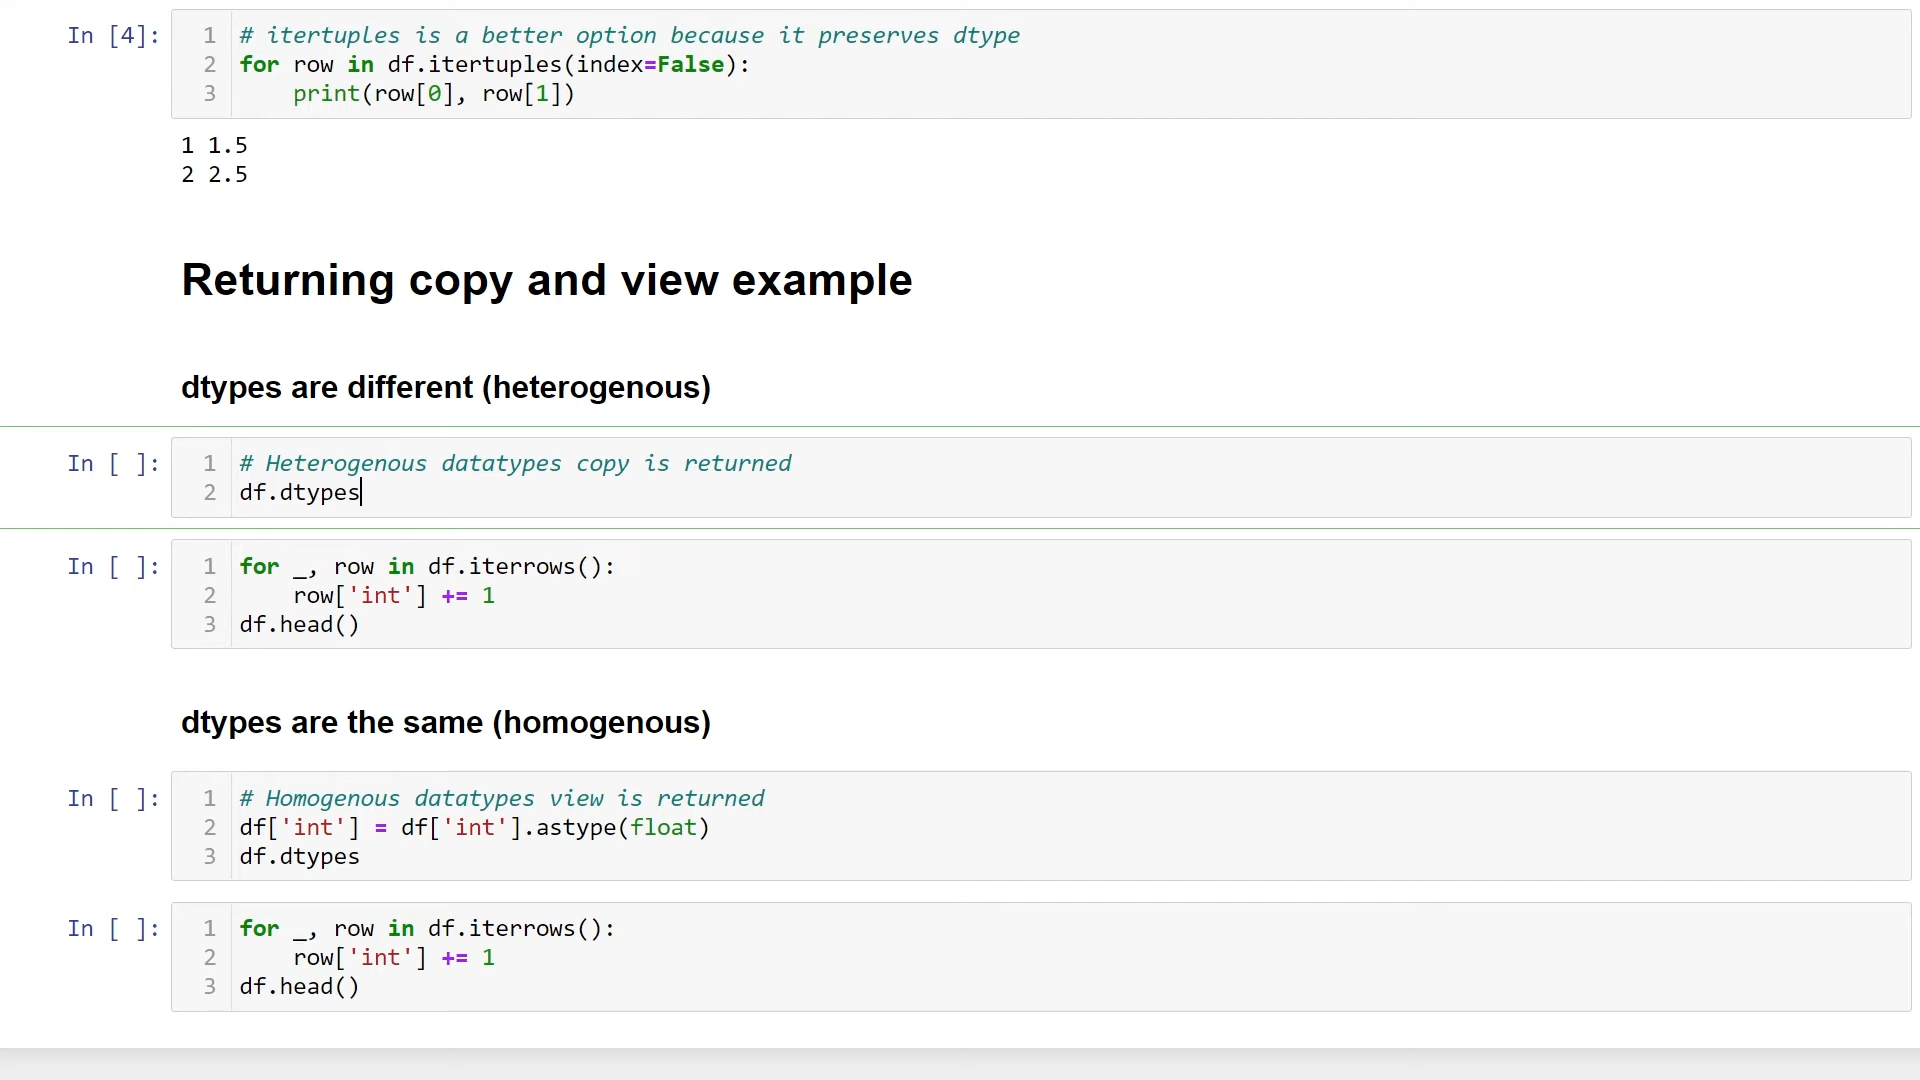 In [4]:
1 # itertuples is a better option because it preserves dtype
2 for row in df.itertuples(index=False):
3     print(row[0], row[1])
1 1.5
2 2.5
Returning copy and view example
dtypes are different (heterogenous)
In [ ]:
1 # Heterogenous datatypes copy is returned
2 df.dtypes
In [ ]:
1 for _, row in df.iterrows():
2     row['int'] += 1
3 df.head()
dtypes are the same (homogenous)
In [ ]:
1 # Homogenous datatypes view is returned
2 df['int'] = df['int'].astype(float)
3 df.dtypes
In [ ]:
1 for _, row in df.iterrows():
2     row['int'] += 1
3 df.head()